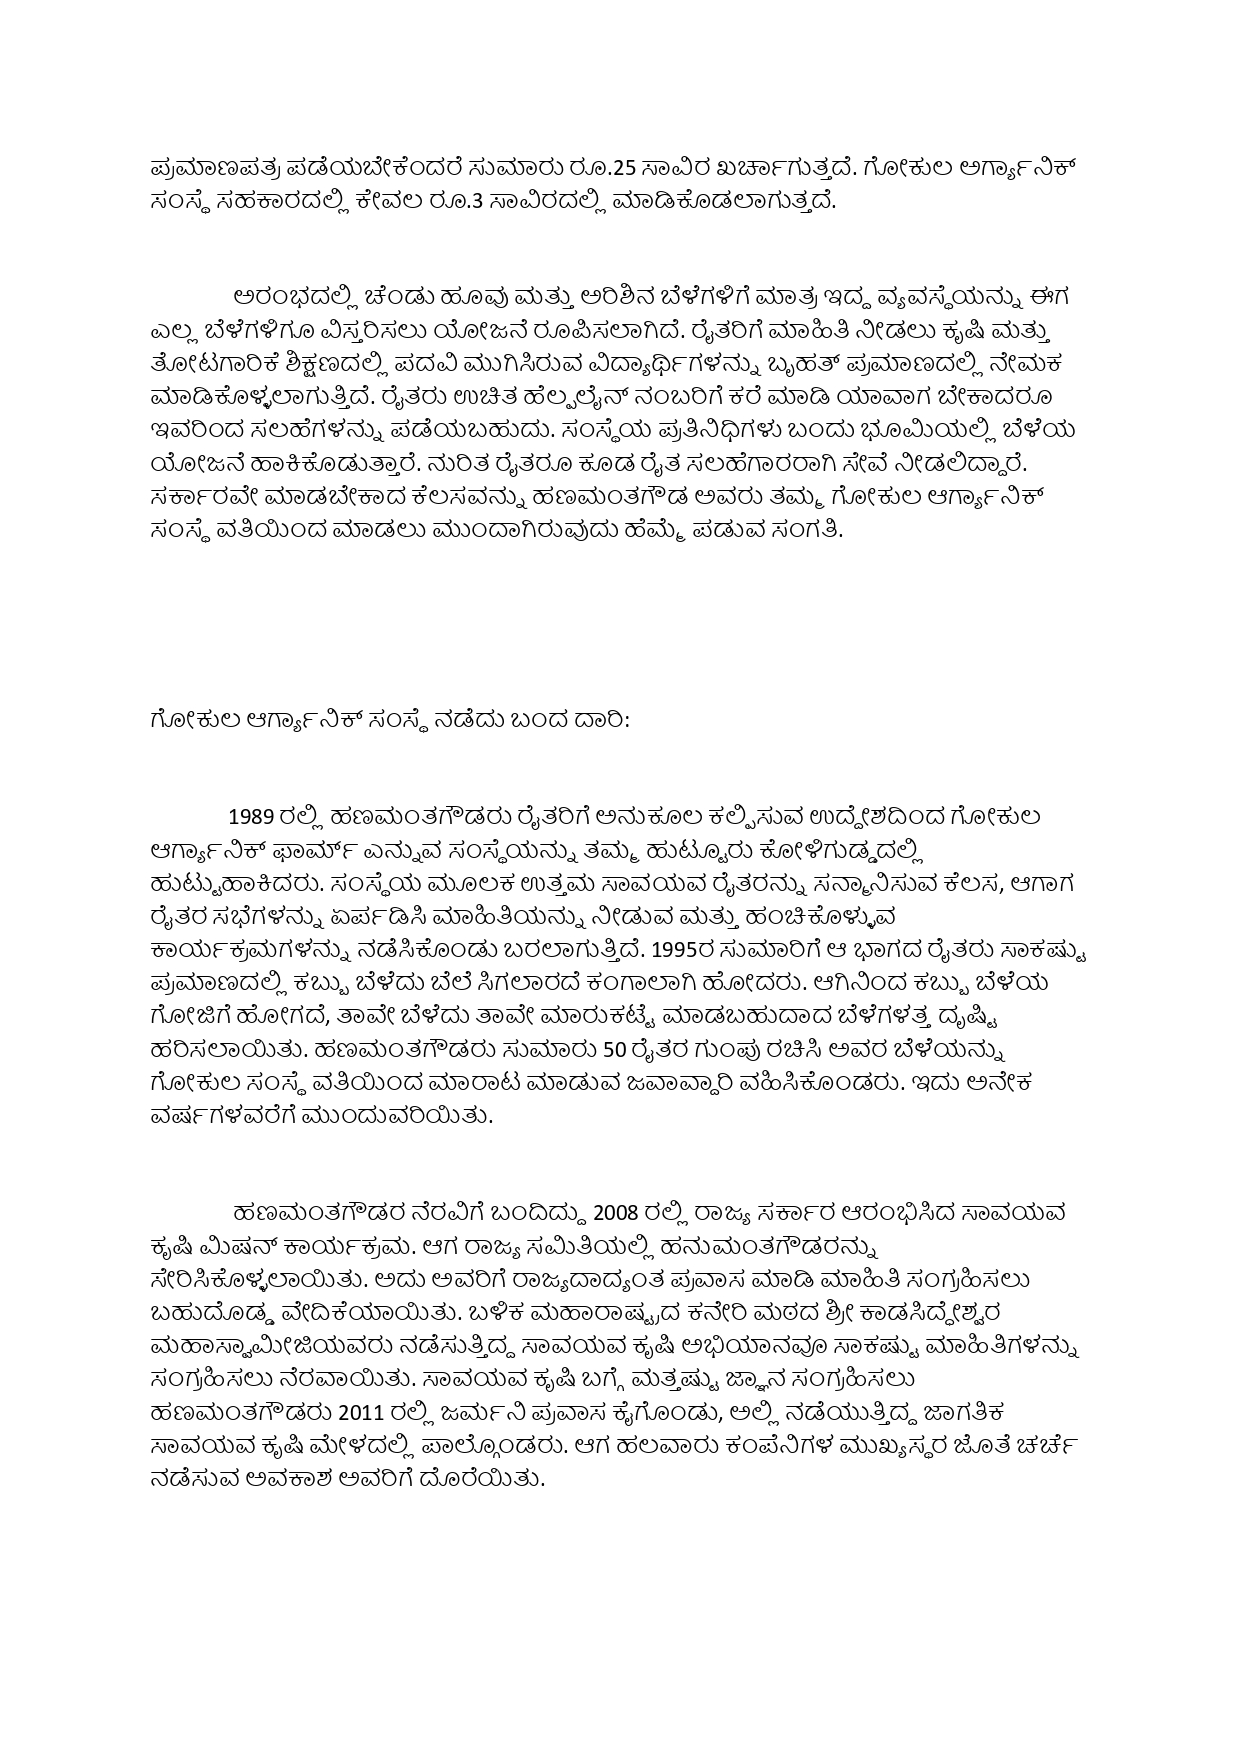 ಪ್ರಮಾಣಪತ್ರ ಪಡೆಯಬೇಕೆಂದರೆ ಸುಮಾರು ರೂ.25 ಸಾವಿರ ಖರ್ಚಾಗುತ್ತದೆ. ಗೋಕುಲ ಅರ್ಗ್ಯಾನಿಕ್
ಸಂಸ್ಥೆ ಸಹಕಾರದಲ್ಲಿ ಕೇವಲ ರೂ.3 ಸಾವಿರದಲ್ಲಿ ಮಾಡಿಕೊಡಲಾಗುತ್ತದೆ.
ಅರಂಭದಲ್ಲಿ ಚೆಂಡು ಹೂವು ಮತ್ತು ಅರಿಶಿನ ಬೆಳೆಗಳಿಗೆ ಮಾತ್ರ ಇದ್ದ ವ್ಯವಸ್ಥೆಯನ್ನು ಈಗ
ಎಲ್ಲ ಬೆಳೆಗಳಿಗೂ ವಿಸ್ತರಿಸಲು ಯೋಜನೆ ರೂಪಿಸಲಾಗಿದೆ. ರೈತರಿಗೆ ಮಾಹಿತಿ ನೀಡಲು ಕೃಷಿ ಮತ್ತು
ತೋಟಗಾರಿಕೆ ಶಿಕ್ಷಣದಲ್ಲಿ ಪದವಿ ಮುಗಿಸಿರುವ ವಿದ್ಯಾರ್ಥಿಗಳನ್ನು ಬೃಹತ್ ಪ್ರಮಾಣದಲ್ಲಿ ನೇಮಕ
ಮಾಡಿಕೊಳ್ಳಲಾಗುತ್ತಿದೆ. ರೈತರು ಉಚಿತ ಹೆಲ್ಪಲೈನ್ ನಂಬರಿಗೆ ಕರೆ ಮಾಡಿ ಯಾವಾಗ ಬೇಕಾದರೂ
ಇವರಿಂದ ಸಲಹೆಗಳನ್ನು ಪಡೆಯಬಹುದು. ಸಂಸ್ಥೆಯ ಪ್ರತಿನಿಧಿಗಳು ಬಂದು ಭೂಮಿಯಲ್ಲಿ ಬೆಳೆಯ
ಯೋಜನೆ ಹಾಕಿಕೊಡುತ್ತಾರೆ. ನುರಿತ ರೈತರೂ ಕೂಡ ರೈತ ಸಲಹೆಗಾರರಾಗಿ ಸೇವೆ ನೀಡಲಿದ್ದಾರೆ.
ಸರ್ಕಾರವೇ ಮಾಡಬೇಕಾದ ಕೆಲಸವನ್ನು ಹಣಮಂತಗೌಡ ಅವರು ತಮ್ಮ ಗೋಕುಲ ಆರ್ಗ್ಯಾನಿಕ್
ಸಂಸ್ಥೆ ವತಿಯಿಂದ ಮಾಡಲು ಮುಂದಾಗಿರುವುದು ಹೆಮ್ಮೆ ಪಡುವ ಸಂಗತಿ.
ಗೋಕುಲ ಆರ್ಗ್ಯಾನಿಕ್ ಸಂಸ್ಥೆ ನಡೆದು ಬಂದ ದಾರಿ:
1989 ರಲ್ಲಿ ಹಣಮಂತಗೌಡರು ರೈತರಿಗೆ ಅನುಕೂಲ ಕಲ್ಪಿಸುವ ಉದ್ದೇಶದಿಂದ ಗೋಕುಲ
ಆರ್ಗ್ಯಾನಿಕ್ ಫಾರ್ಮ್ ಎನ್ನುವ ಸಂಸ್ಥೆಯನ್ನು ತಮ್ಮ ಹುಟ್ಟೂರು ಕೋಳಿಗುಡ್ಡದಲ್ಲಿ
ಹುಟ್ಟುಹಾಕಿದರು. ಸಂಸ್ಥೆಯ ಮೂಲಕ ಉತ್ತಮ ಸಾವಯವ ರೈತರನ್ನು ಸನ್ಮಾನಿಸುವ ಕೆಲಸ, ಆಗಾಗ
ರೈತರ ಸಭೆಗಳನ್ನು ಏರ್ಪಡಿಸಿ ಮಾಹಿತಿಯನ್ನು ನೀಡುವ ಮತ್ತು ಹಂಚಿಕೊಳ್ಳುವ
ಕಾರ್ಯಕ್ರಮಗಳನ್ನು ನಡೆಸಿಕೊಂಡು ಬರಲಾಗುತ್ತಿದೆ. 1995ರ ಸುಮಾರಿಗೆ ಆ ಭಾಗದ ರೈತರು ಸಾಕಷ್ಟು
ಪ್ರಮಾಣದಲ್ಲಿ ಕಬ್ಬು ಬೆಳೆದು ಬೆಲೆ ಸಿಗಲಾರದೆ ಕಂಗಾಲಾಗಿ ಹೋದರು. ಆಗಿನಿಂದ ಕಬ್ಬು ಬೆಳೆಯ
ಗೋಜಿಗೆ ಹೋಗದೆ, ತಾವೇ ಬೆಳೆದು ತಾವೇ ಮಾರುಕಟ್ಟೆ ಮಾಡಬಹುದಾದ ಬೆಳೆಗಳತ್ತ ದೃಷ್ಟಿ
ಹರಿಸಲಾಯಿತು. ಹಣಮಂತಗೌಡರು ಸುಮಾರು 50 ರೈತರ ಗುಂಪು ರಚಿಸಿ ಅವರ ಬೆಳೆಯನ್ನು
ಗೋಕುಲ ಸಂಸ್ಥೆ ವತಿಯಿಂದ ಮಾರಾಟ ಮಾಡುವ ಜವಾವ್ದಾರಿ ವಹಿಸಿಕೊಂಡರು. ಇದು ಅನೇಕ
ವರ್ಷಗಳವರೆಗೆ ಮುಂದುವರಿಯಿತು.
ಹಣಮಂತಗೌಡರ ನೆರವಿಗೆ ಬಂದಿದ್ದು 2008 ರಲ್ಲಿ ರಾಜ್ಯ ಸರ್ಕಾರ ಆರಂಭಿಸಿದ ಸಾವಯವ
ಕೃಷಿ ಮಿಷನ್ ಕಾರ್ಯಕ್ರಮ. ಆಗ ರಾಜ್ಯ ಸಮಿತಿಯಲ್ಲಿ ಹನುಮಂತಗೌಡರನ್ನು
ಸೇರಿಸಿಕೊಳ್ಳಲಾಯಿತು. ಅದು ಅವರಿಗೆ ರಾಜ್ಯದಾದ್ಯಂತ ಪ್ರವಾಸ ಮಾಡಿ ಮಾಹಿತಿ ಸಂಗ್ರಹಿಸಲು
ಬಹುದೊಡ್ಡ ವೇದಿಕೆಯಾಯಿತು. ಬಳಿಕ ಮಹಾರಾಷ್ಟ್ರದ ಕನೇರಿ ಮಠದ ಶ್ರೀ ಕಾಡಸಿದ್ಧೇಶ್ವರ
ಮಹಾಸ್ವಾಮೀಜಿಯವರು ನಡೆಸುತ್ತಿದ್ದ ಸಾವಯವ ಕೃಷಿ ಅಭಿಯಾನವೂ ಸಾಕಷ್ಟು ಮಾಹಿತಿಗಳನ್ನು
ಸಂಗ್ರಹಿಸಲು ನೆರವಾಯಿತು. ಸಾವಯವ ಕೃಷಿ ಬಗ್ಗೆ ಮತ್ತಷ್ಟು ಜ್ಞಾನ ಸಂಗ್ರಹಿಸಲು
ಹಣಮಂತಗೌಡರು 2011 ರಲ್ಲಿ ಜರ್ಮನಿ ಪ್ರವಾಸ ಕೈಗೊಂಡು, ಅಲ್ಲಿ ನಡೆಯುತ್ತಿದ್ದ ಜಾಗತಿಕ
ಸಾವಯವ ಕೃಷಿ ಮೇಳದಲ್ಲಿ ಪಾಲ್ಗೊಂಡರು. ಆಗ ಹಲವಾರು ಕಂಪೆನಿಗಳ ಮುಖ್ಯಸ್ಥರ ಜೊತೆ ಚರ್ಚೆ
ನಡೆಸುವ ಅವಕಾಶ ಅವರಿಗೆ ದೊರೆಯಿತು.